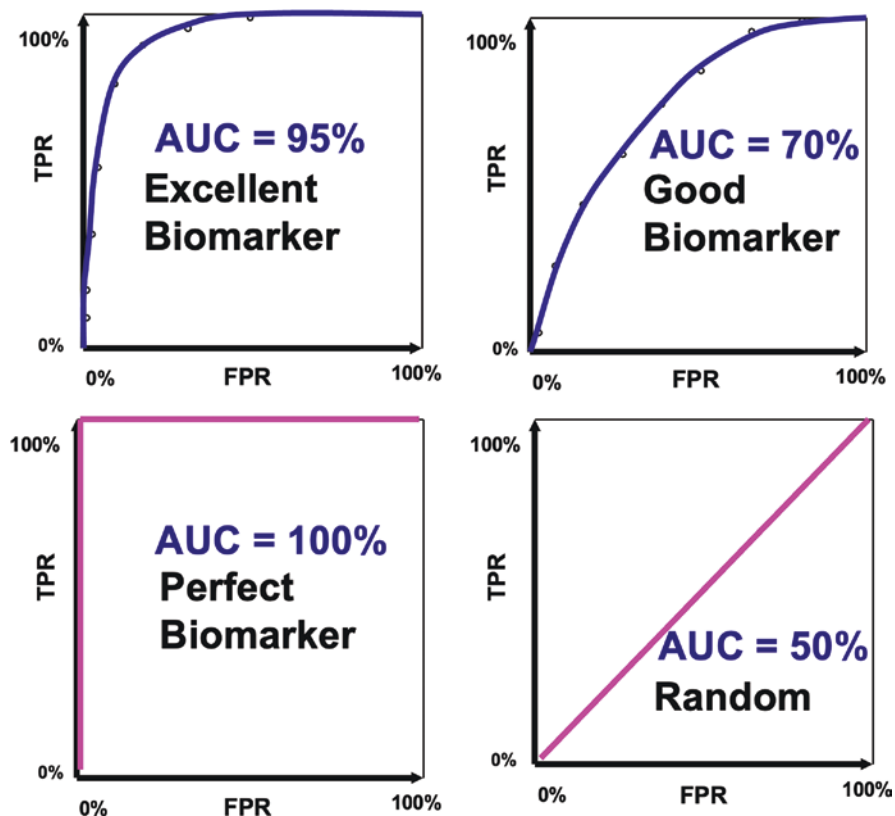 100%
TPR
AUC = 95%
Excellent
Biomarker
0%
0%
FPR
100%
100%
TPR
AUC = 70%
Good
Biomarker
0%
0%
FPR
100%
100%
TPR
AUC = 100%
Perfect
Biomarker
0%
0%
FPR
100%
100%
TPR
AUC = 50%
Random
0%
0%
FPR
100%